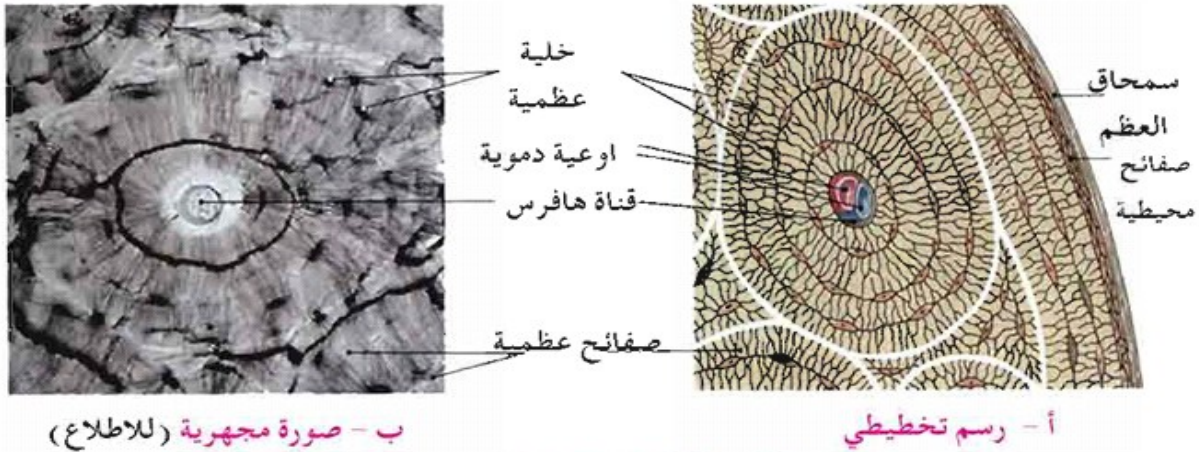 خلية
عظمية
اوعية دموية
قناة هافرس
صفائح عظمية
سمحاق
العظم
صفائح
محيطية
أ - رسم تخطيطي
ب - صورة مجهرية (للاطلاع)